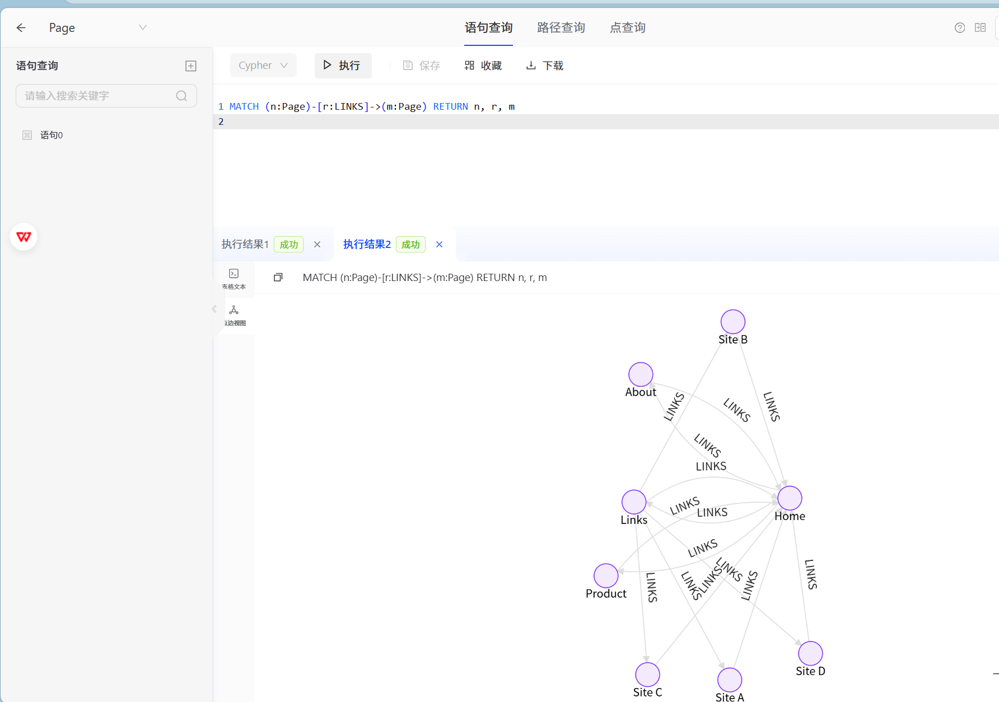 Page
语句查询 路径查询 点查询
语句查询
请输入搜索关键字
语句0
Cypher 执行 保存 收藏 下载
1 MATCH (n:Page)-[r:LINKS]->(m:Page) RETURN n, r, m
2
执行结果1 成功 执行结果2 成功
表格文本
点边视图
MATCH (n:Page)-[r:LINKS]->(m:Page) RETURN n, r, m
Site B
About
LINKS
LINKS
LINKS
LINKS
LINKS
Links
LINKS
LINKS
Home
LINKS
Product
LINKS
LINKS
LINKS
LINKS
LINKS
LINKS
Site C
Site A
Site D